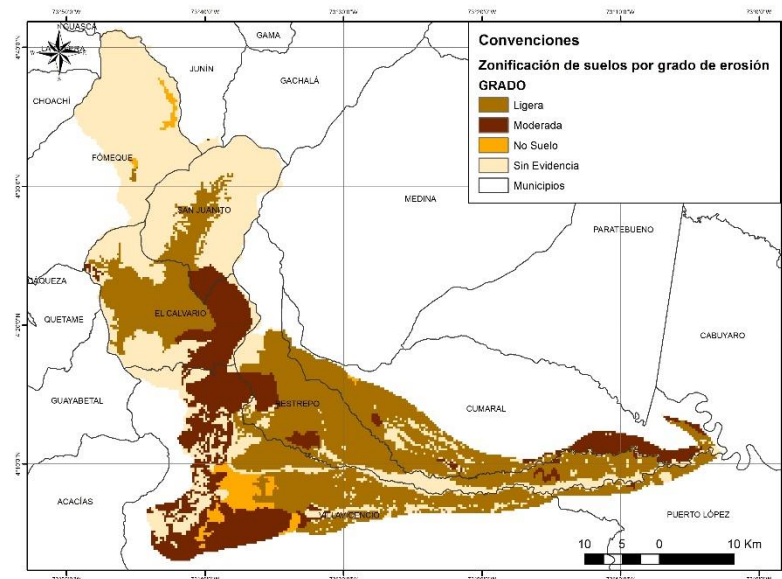 GUASCA
GAMA
JUNÍN
GACHALÁ
CHOACHÍ
FÓMEQUE
SAN JUANITO
MEDINA
PARATEBUENO
QUETAME
EL CALVARIO
CABUYARO
GUAYABETAL
RESTREPO
CUMARAL
ACACÍAS
VILLAVICENCIO
PUERTO LÓPEZ
Convenciones
Zonificación de suelos por grado de erosión
GRADO
Ligera
Moderada
No Suelo
Sin Evidencia
Municipios
10 5 0 10 Km